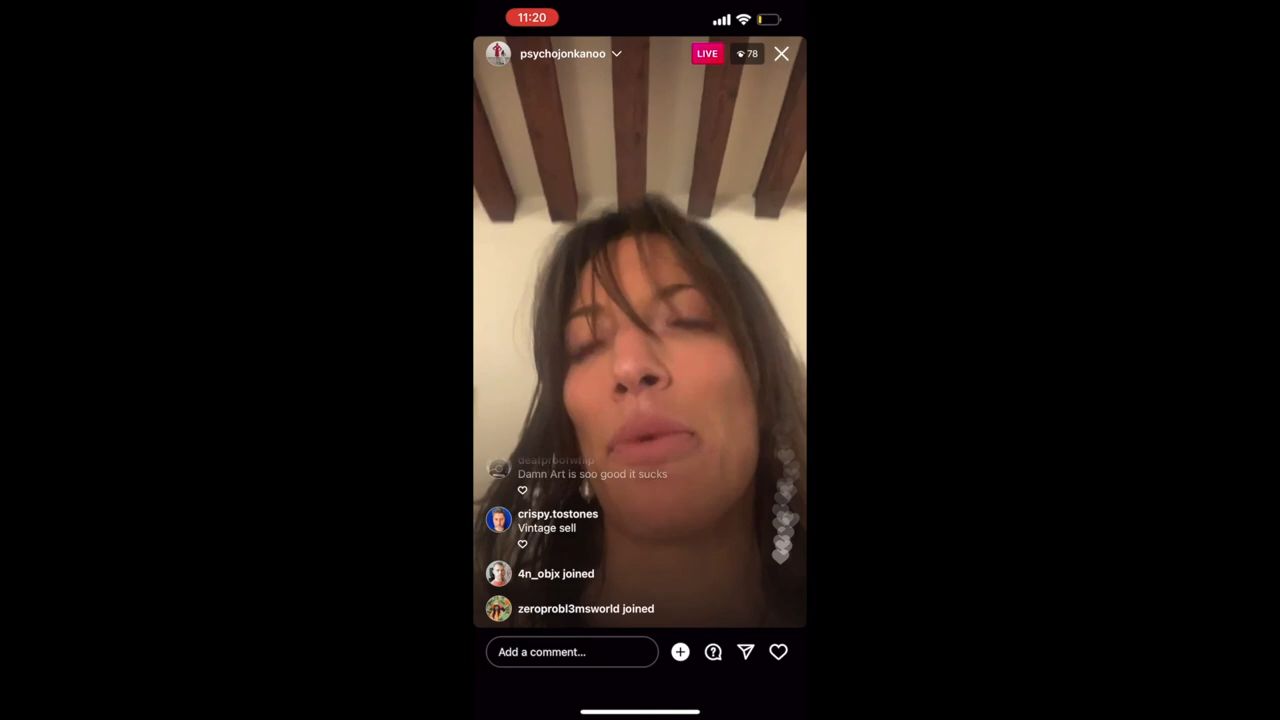 11:20
psychojonkanoo
LIVE
78
Damn Art is soo good it sucks
crispy.tostones
Vintage sell
4n_objx joined
zeroprobl3msworld joined
Add a comment...